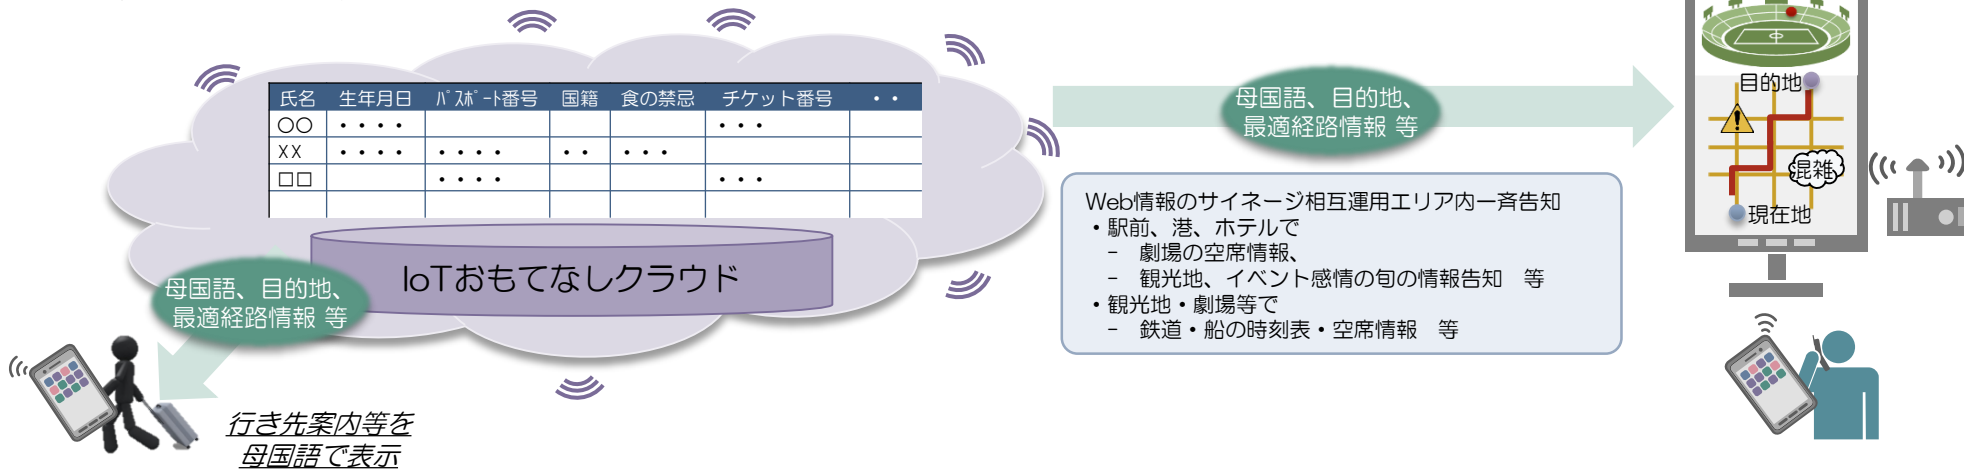 氏名 生年月日 パスポート番号 国籍 食の禁忌 チケット番号 ・・
〇〇 ・・・・ ・・・
XX ・・・・ ・・・・ ・・ ・・・
□□ ・・・・ ・・・
IoTおもてなしクラウド
母国語、目的地、
最適経路情報 等
行き先案内等を
母国語で表示
母国語、目的地、
最適経路情報 等
Web情報のサイネージ相互運用エリア内一斉告知
・駅前、港、ホテルで
− 劇場の空席情報、
− 観光地、イベント感情の旬の情報告知 等
・観光地・劇場等で
− 鉄道・船の時刻表・空席情報 等
目的地
!
混雑
現在地